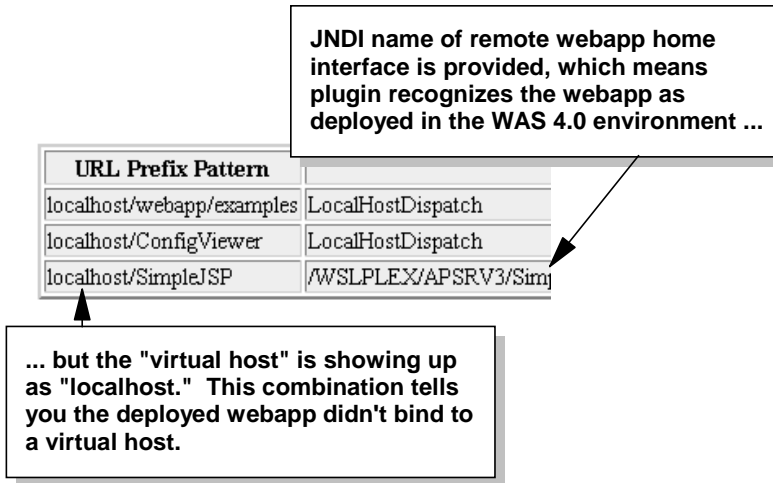 JNDI name of remote webapp home
interface is provided, which means
plugin recognizes the webapp as
deployed in the WAS 4.0 environment ...
URL Prefix Pattern
localhost/webapp/examples LocalHostDispatch
localhost/ConfigViewer LocalHostDispatch
localhost/SimpleJSP /WSLPLEX/APSRV3/Simp
... but the "virtual host" is showing up
as "localhost." This combination tells
you the deployed webapp didn't bind to
a virtual host.